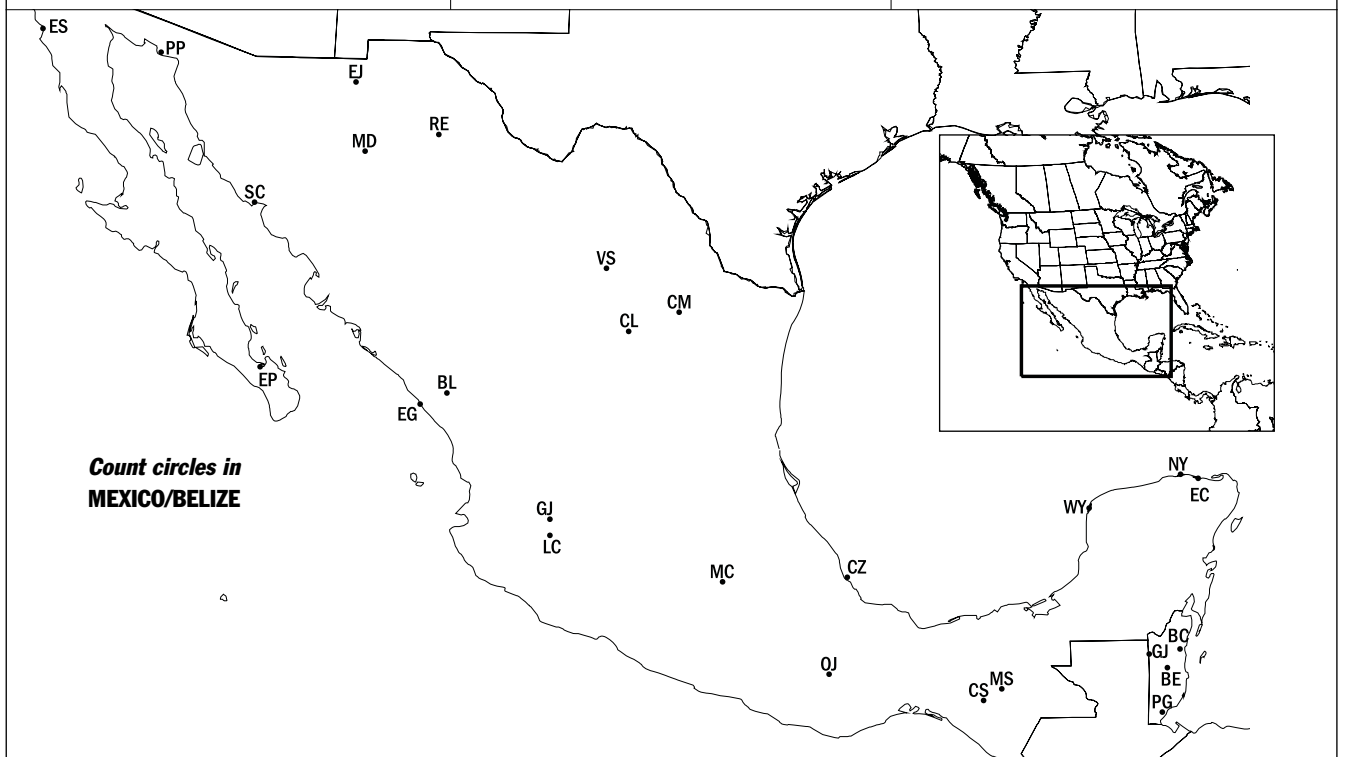 ES
PP
EJ
RE
MD
SC
VS
CM
CL
EP
BL
EG
Count circles in
MEXICO/BELIZE
NY
EC
WY
GJ
LC
MC
CZ
BC
GJ
OJ
BE
MS
CS
PG